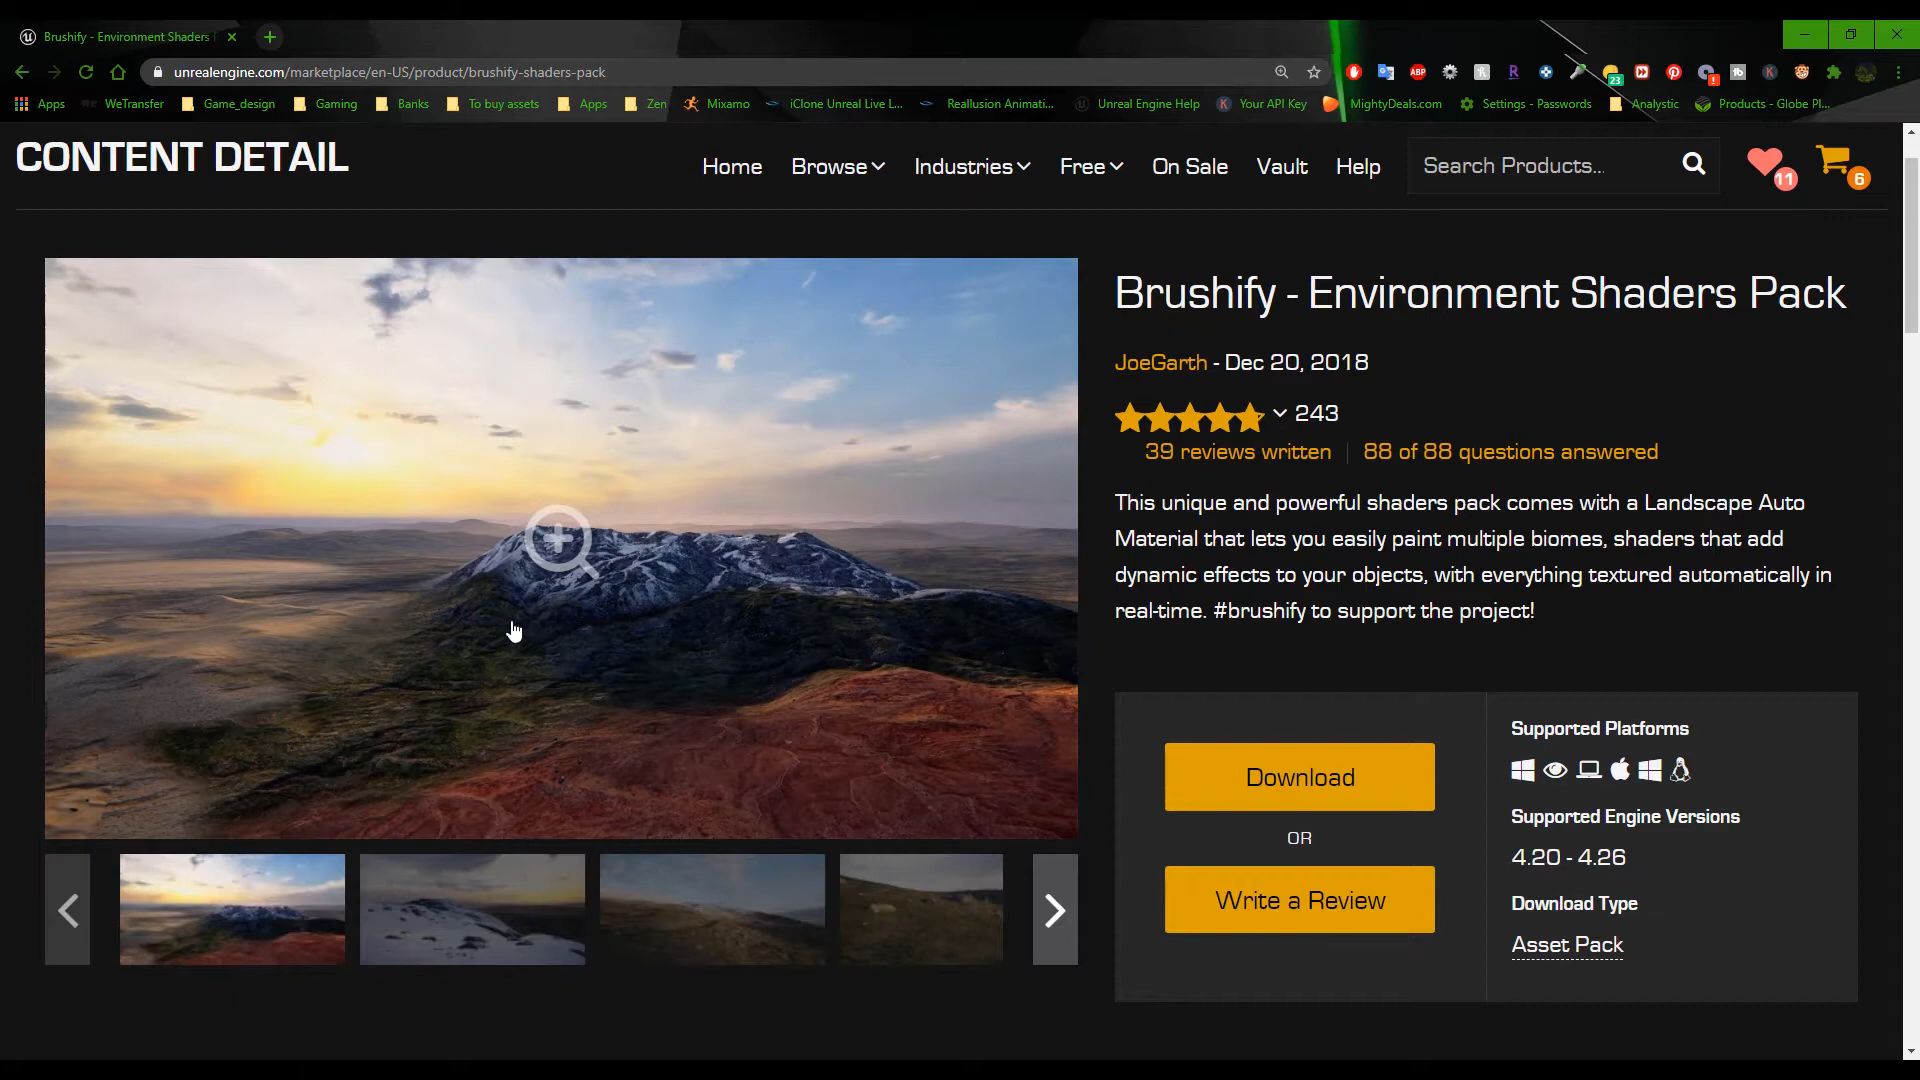 Brushify - Environment Shaders
unrealengine.com/marketplace/en-US/product/brushify-shaders-pack
Apps WeTransfer Game_design Gaming Banks To buy assets Apps Zen Mixamo iClone Unreal Live L... Reallusion Animati... Unreal Engine Help Your API Key MightyDeals.com Settings - Passwords Analystic Products - Globe Pl...
CONTENT DETAIL
Home Browse Industries Free On Sale Vault Help Search Products... 11 6
Brushify - Environment Shaders Pack
JoeGarth - Dec 20, 2018
243
39 reviews written 88 of 88 questions answered
This unique and powerful shaders pack comes with a Landscape Auto
Material that lets you easily paint multiple biomes, shaders that add
dynamic effects to your objects, with everything textured automatically in
real-time. #brushify to support the project!
Download
OR
Write a Review
Supported Platforms
Supported Engine Versions
4.20 - 4.26
Download Type
Asset Pack